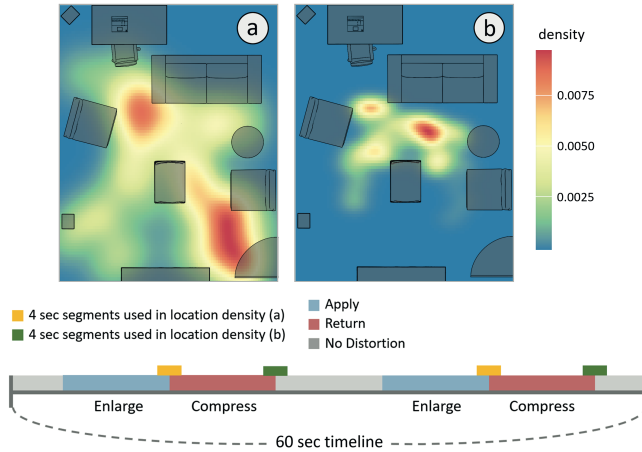 a
b
density
0.0075
0.0050
0.0025
4 sec segments used in location density (a)
4 sec segments used in location density (b)
Apply
Return
No Distortion
Enlarge
Compress
Enlarge
Compress
60 sec timeline